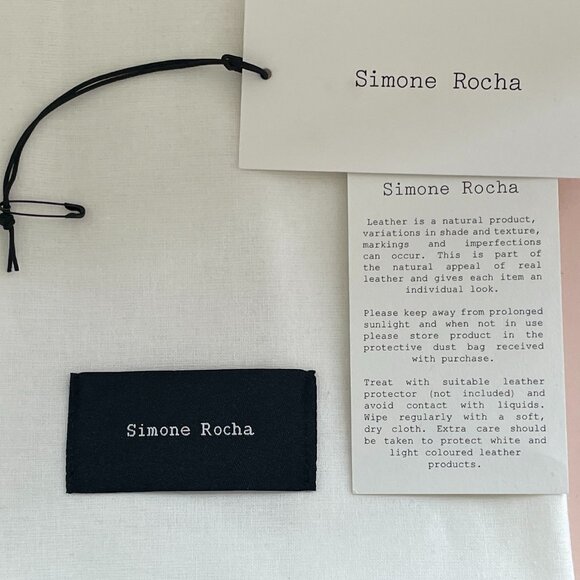 Simone Rocha
Simone Rocha
Leather is a natural product,
variations in shade and texture,
markings and imperfections
can occur. This is part of
the natural appeal of real
leather and gives each item an
individual look.
Please keep away from prolonged
sunlight and when not in use
please store product in the
protective dust bag received
with purchase.
Treat with suitable leather
protector (not included) and
avoid contact with liquids.
Wipe regularly with a soft,
dry cloth. Extra care should
be taken to protect white and
light coloured leather
products.
Simone Rocha